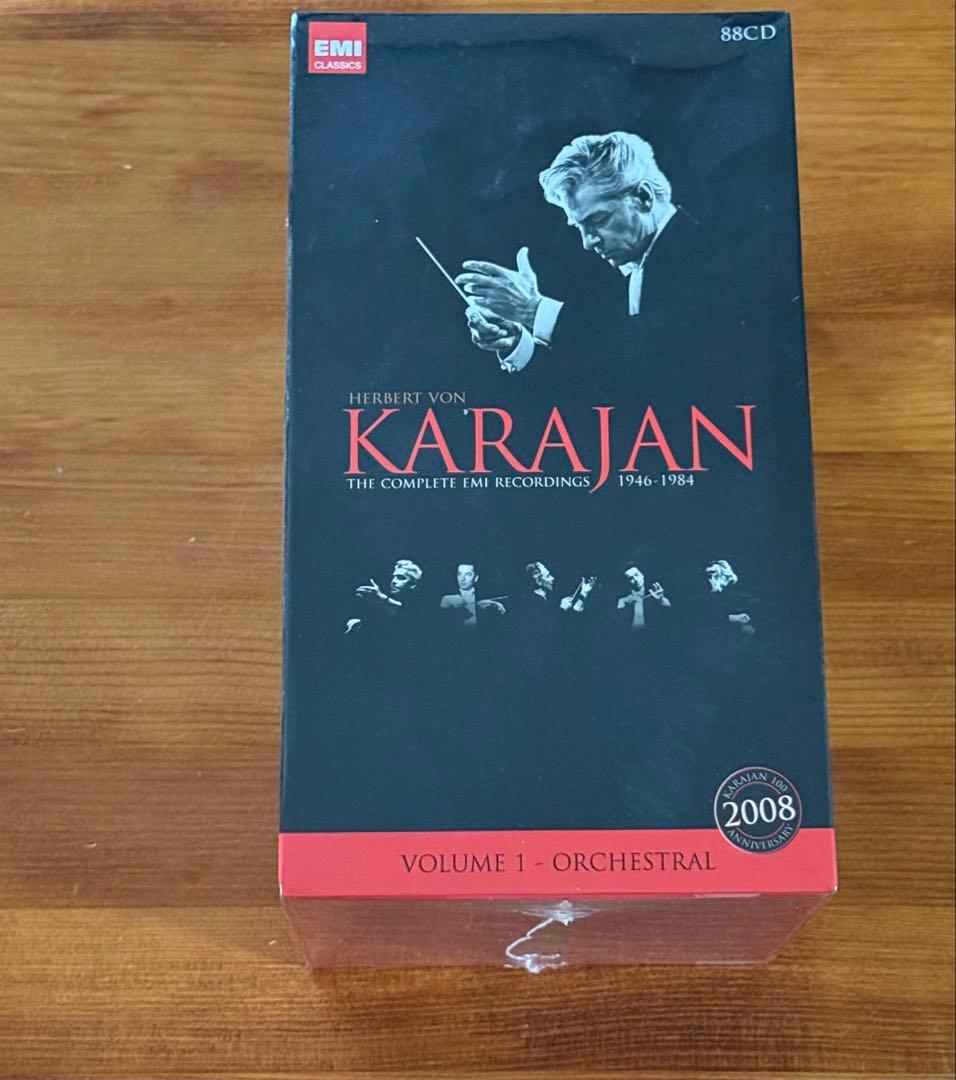 EMI
CLASSICS
88CD
HERBERT VON
KARAJAN
THE COMPLETE EMI RECORDINGS 1946-1984
KARAJAN 100
2008
ANNIVERSARY
VOLUME 1 - ORCHESTRAL